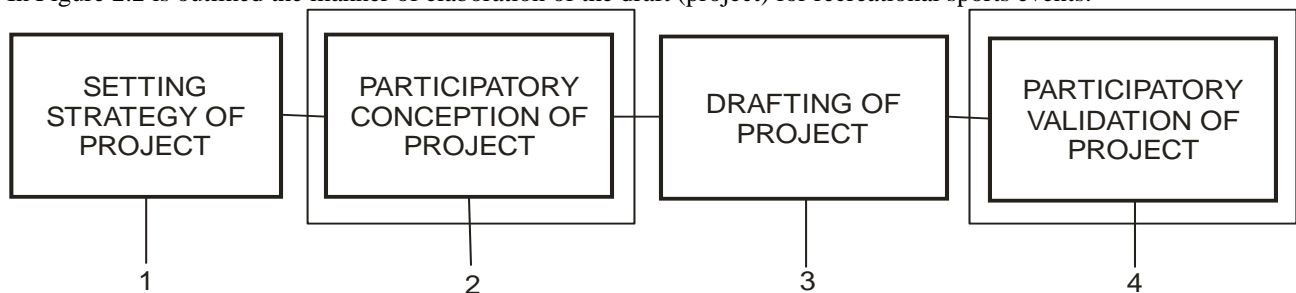 In Figure 2.2 is outlined the manner of elaboration of the draft (project) for recreational sports events.
SETTING
STRATEGY OF
PROJECT
PARTICIPATORY
CONCEPTION OF
PROJECT
DRAFTING OF
PROJECT
PARTICIPATORY
VALIDATION OF
PROJECT
1
2
3
4